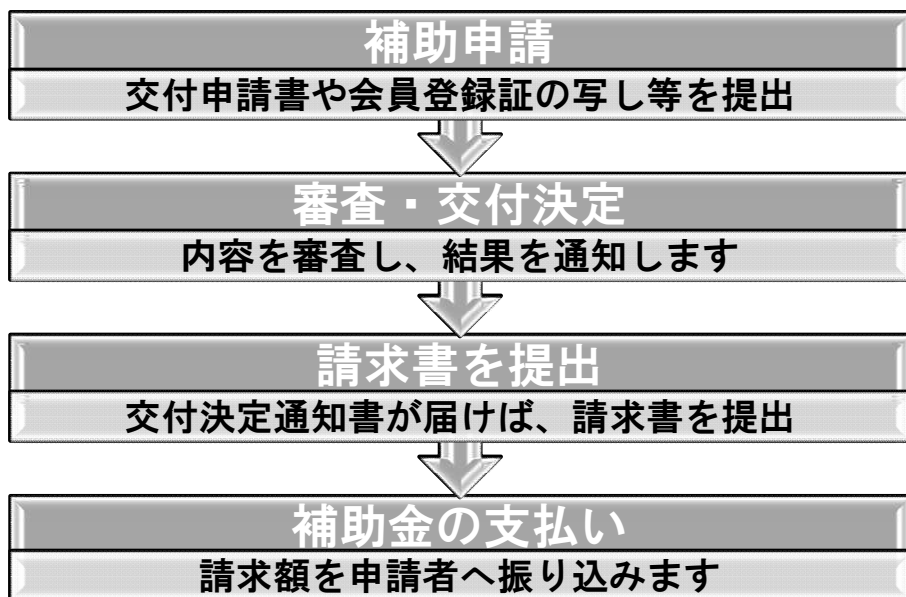 補助申請
交付申請書や会員登録証の写し等を提出
審査・交付決定
内容を審査し、結果を通知します
請求書を提出
交付決定通知書が届けば、請求書を提出
補助金の支払い
請求額を申請者へ振り込みます